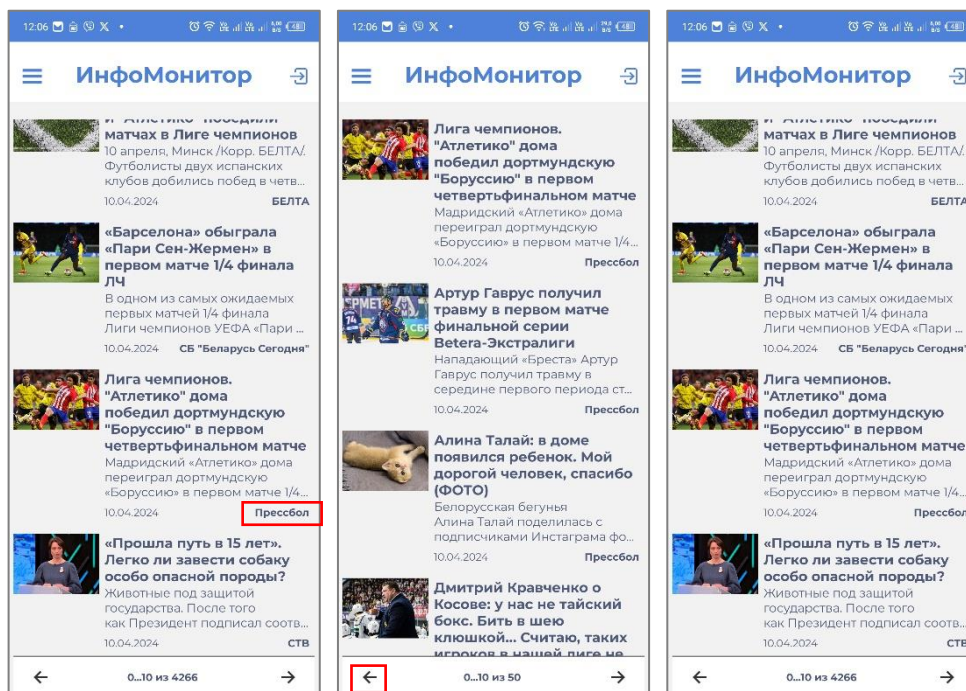 12:06
ИнфоМонитор
и "Атлетико" победили
матчах в Лиге чемпионов
10 апреля, Минск /Корр. БЕЛТА/.
Футболисты двух испанских
клубов добились побед в четв...
10.04.2024 БЕЛТА
«Барселона» обыграла
«Пари Сен-Жермен» в
первом матче 1/4 финала
ЛЧ
В одном из самых ожидаемых
первых матчей 1/4 финала
Лиги чемпионов УЕФА «Пари ...
10.04.2024 СБ "Беларусь Сегодня"
Лига чемпионов.
"Атлетико" дома
победил дортмундскую
"Боруссию" в первом
четвертьфинальном матче
Мадридский «Атлетико» дома
переиграл дортмундскую
«Боруссию» в первом матче 1/4...
10.04.2024 Прессбол
«Прошла путь в 15 лет».
Легко ли завести собаку
особо опасной породы?
Животные под защитой
государства. После того
как Президент подписал соотв...
10.04.2024 СТВ
0...10 из 4266
12:06
ИнфоМонитор
Лига чемпионов.
"Атлетико" дома
победил дортмундскую
"Боруссию" в первом
четвертьфинальном матче
Мадридский «Атлетико» дома
переиграл дортмундскую
«Боруссию» в первом матче 1/4...
10.04.2024 Прессбол
Артур Гаврус получил
травму в первом матче
финальной серии
Betera-Экстралиги
Нападающий «Бреста» Артур
Гаврус получил травму в
середине первого периода ст...
10.04.2024 Прессбол
Алина Талай: в доме
появился ребенок. Мой
дорогой человек, спасибо
(ФОТО)
Белорусская бегунья
Алина Талай поделилась с
подписчиками Инстаграма фо...
10.04.2024 Прессбол
Дмитрий Кравченко о
Косове: у нас не тайский
бокс. Бить в шею
клюшкой... Считаю, таких
игроков в нашей лиге не
0...10 из 50
12:06
ИнфоМонитор
и "Атлетико" победили
матчах в Лиге чемпионов
10 апреля, Минск /Корр. БЕЛТА/.
Футболисты двух испанских
клубов добились побед в четв...
10.04.2024 БЕЛТА
«Барселона» обыграла
«Пари Сен-Жермен» в
первом матче 1/4 финала
ЛЧ
В одном из самых ожидаемых
первых матчей 1/4 финала
Лиги чемпионов УЕФА «Пари ...
10.04.2024 СБ "Беларусь Сегодня"
Лига чемпионов.
"Атлетико" дома
победил дортмундскую
"Боруссию" в первом
четвертьфинальном матче
Мадридский «Атлетико» дома
переиграл дортмундскую
«Боруссию» в первом матче 1/4...
10.04.2024 Прессбол
«Прошла путь в 15 лет».
Легко ли завести собаку
особо опасной породы?
Животные под защитой
государства. После того
как Президент подписал соотв...
10.04.2024 СТВ
0...10 из 4266